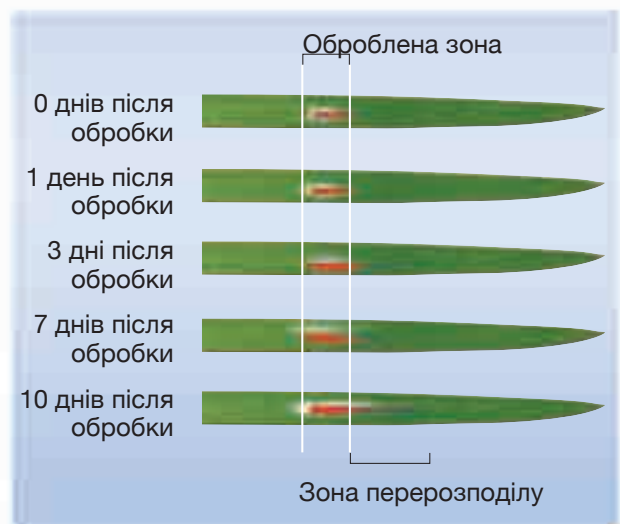 Оброблена зона
0 днів після
обробки
1 день після
обробки
3 дні після
обробки
7 днів після
обробки
10 днів після
обробки
Зона перерозподілу